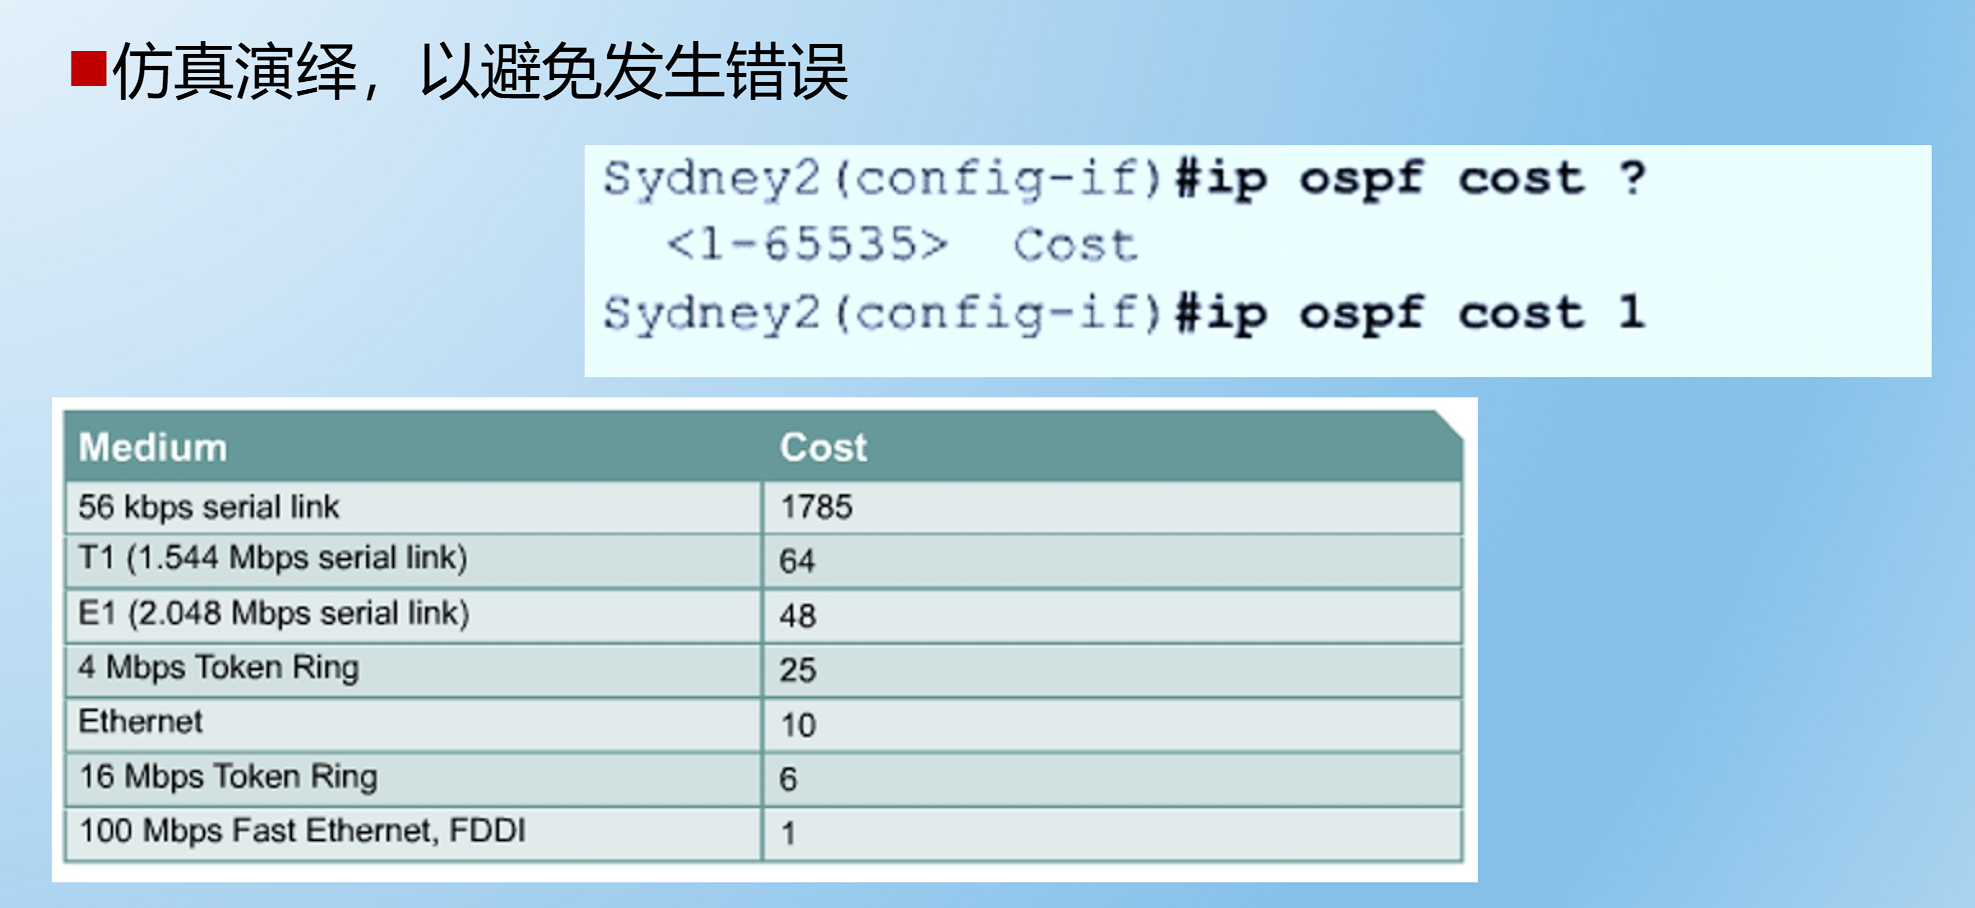 仿真演绎，以避免发生错误
Sydney2(config-if)#ip ospf cost ?
<1-65535> Cost
Sydney2(config-if)#ip ospf cost 1
Medium Cost
56 kbps serial link 1785
T1 (1.544 Mbps serial link) 64
E1 (2.048 Mbps serial link) 48
4 Mbps Token Ring 25
Ethernet 10
16 Mbps Token Ring 6
100 Mbps Fast Ethernet, FDDI 1